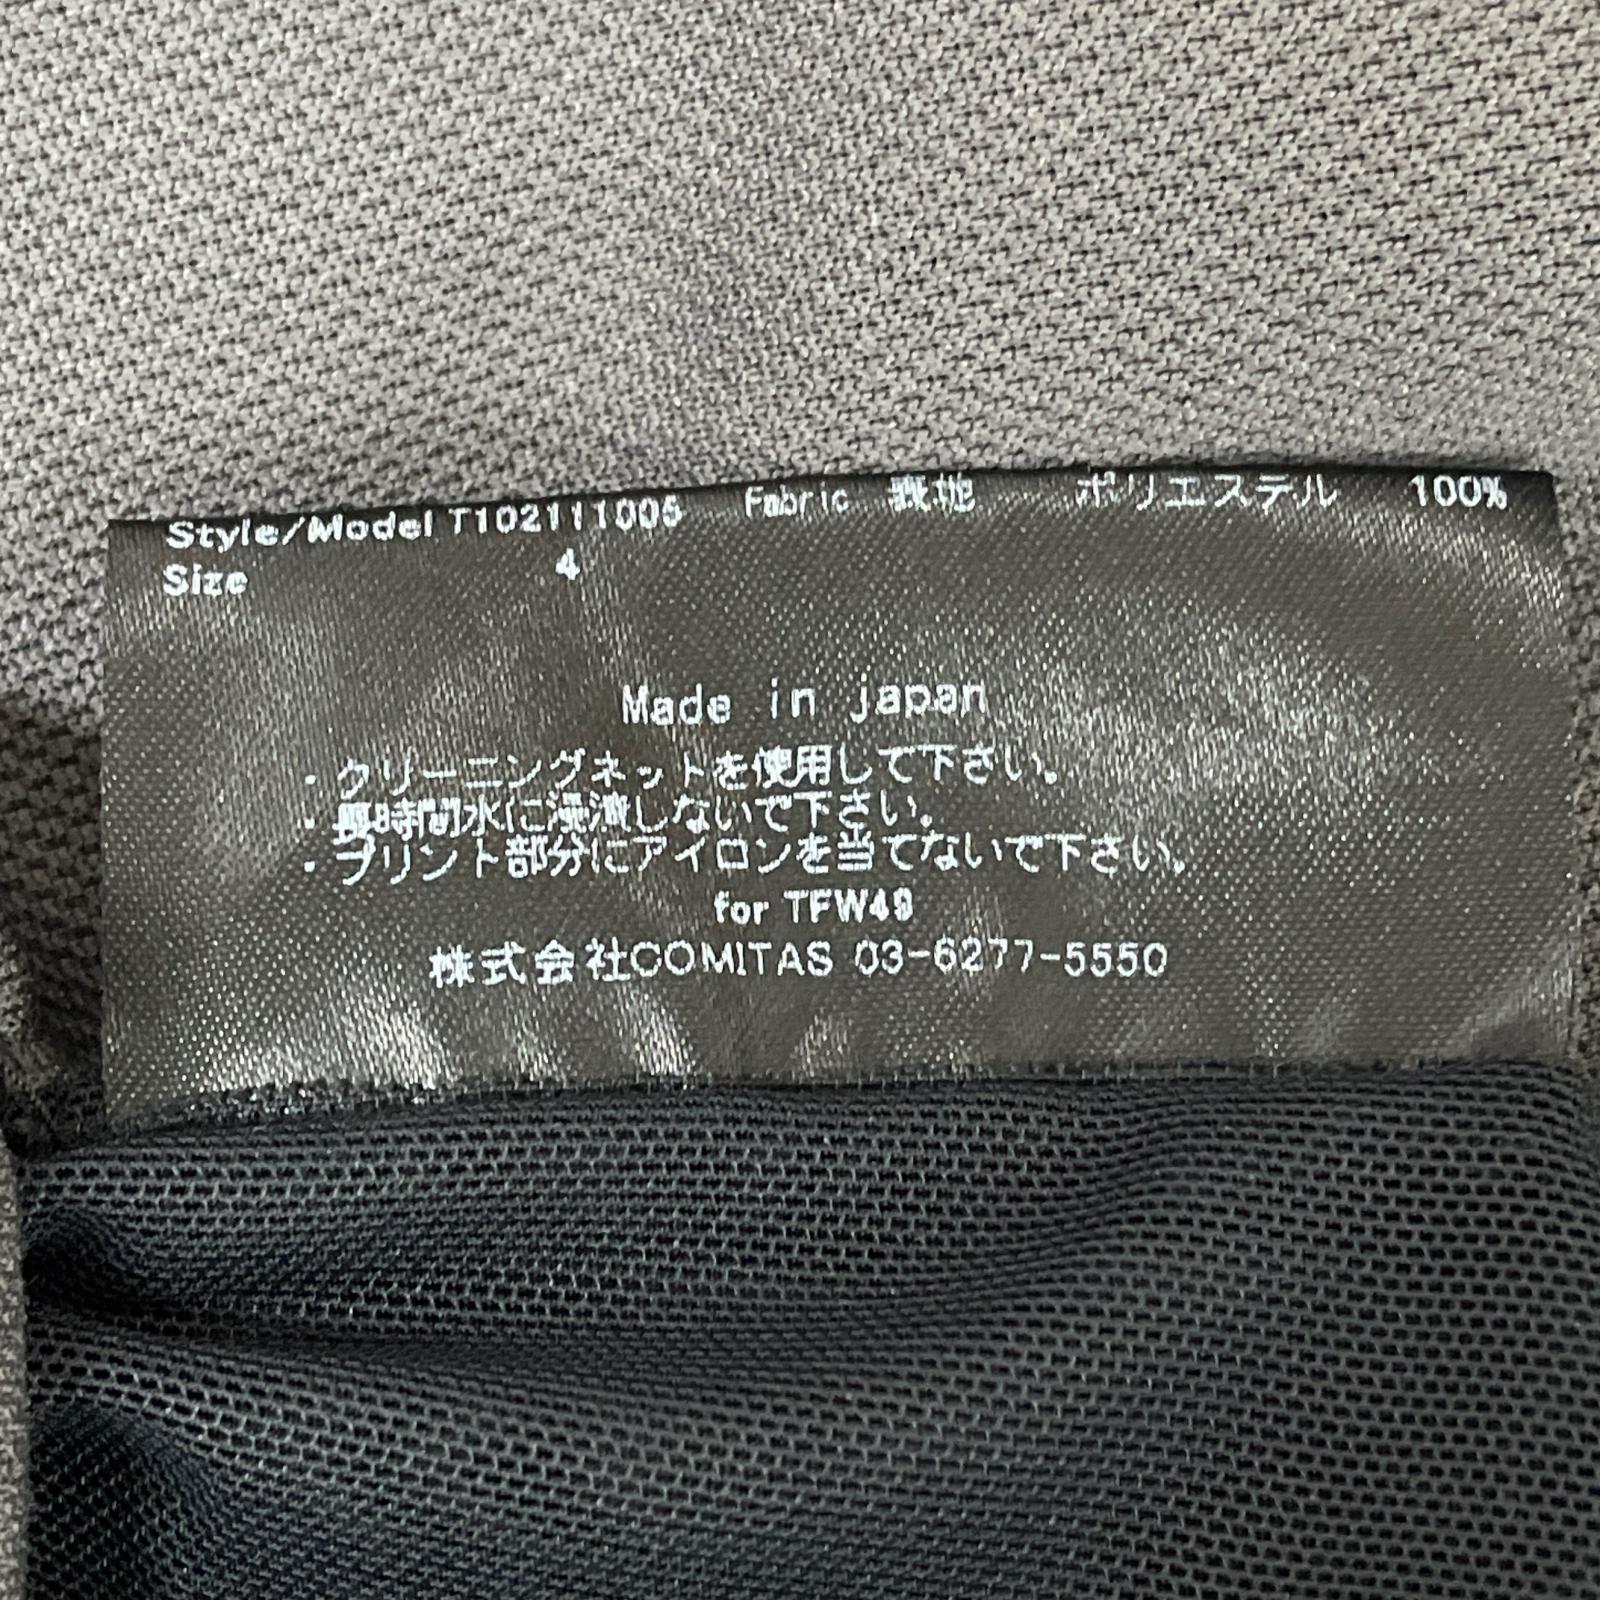 Style/Model T102111005 Fabric 表地 ポリエステル 100%
Size 4
Made in japan
・クリーニングネットを使用して下さい。
・長時間水に浸漬しないで下さい。
・プリント部分にアイロンを当てないで下さい。
for TFW49
株式会社COMITAS 03-6277-5550